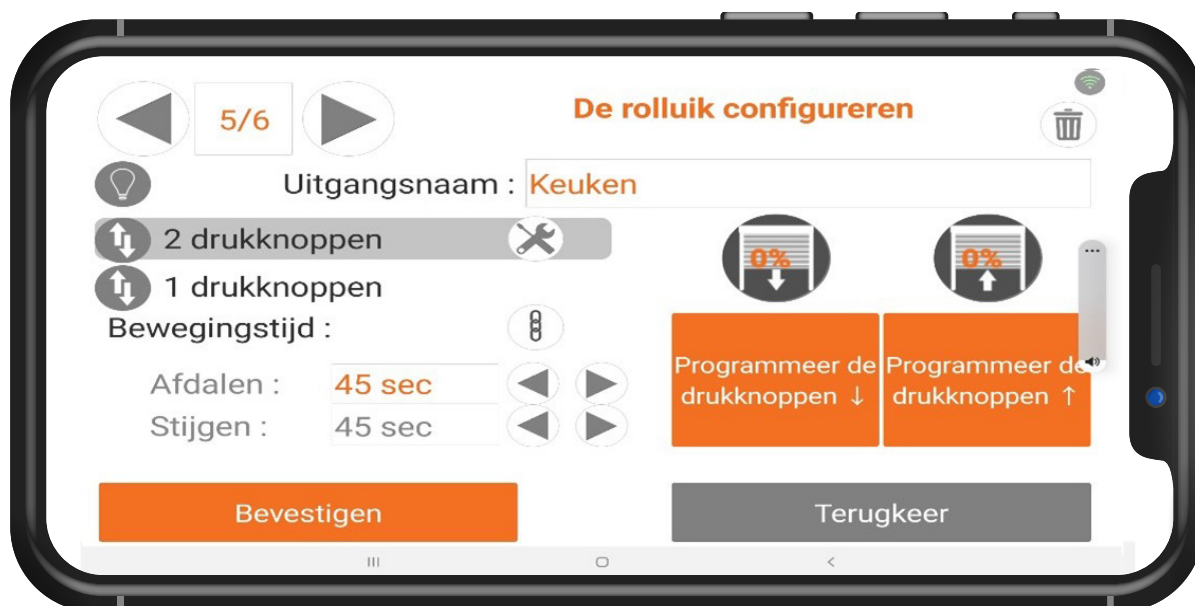 5/6
De rolluik configureren
Uitgangsnaam : Keuken
2 drukknoppen
1 drukknoppen
0%
0%
Bewegingstijd :
Afdalen : 45 sec
Stijgen : 45 sec
Programmeer de
drukknoppen ↓
Programmeer de
drukknoppen ↑
Bevestigen
Terugkeer